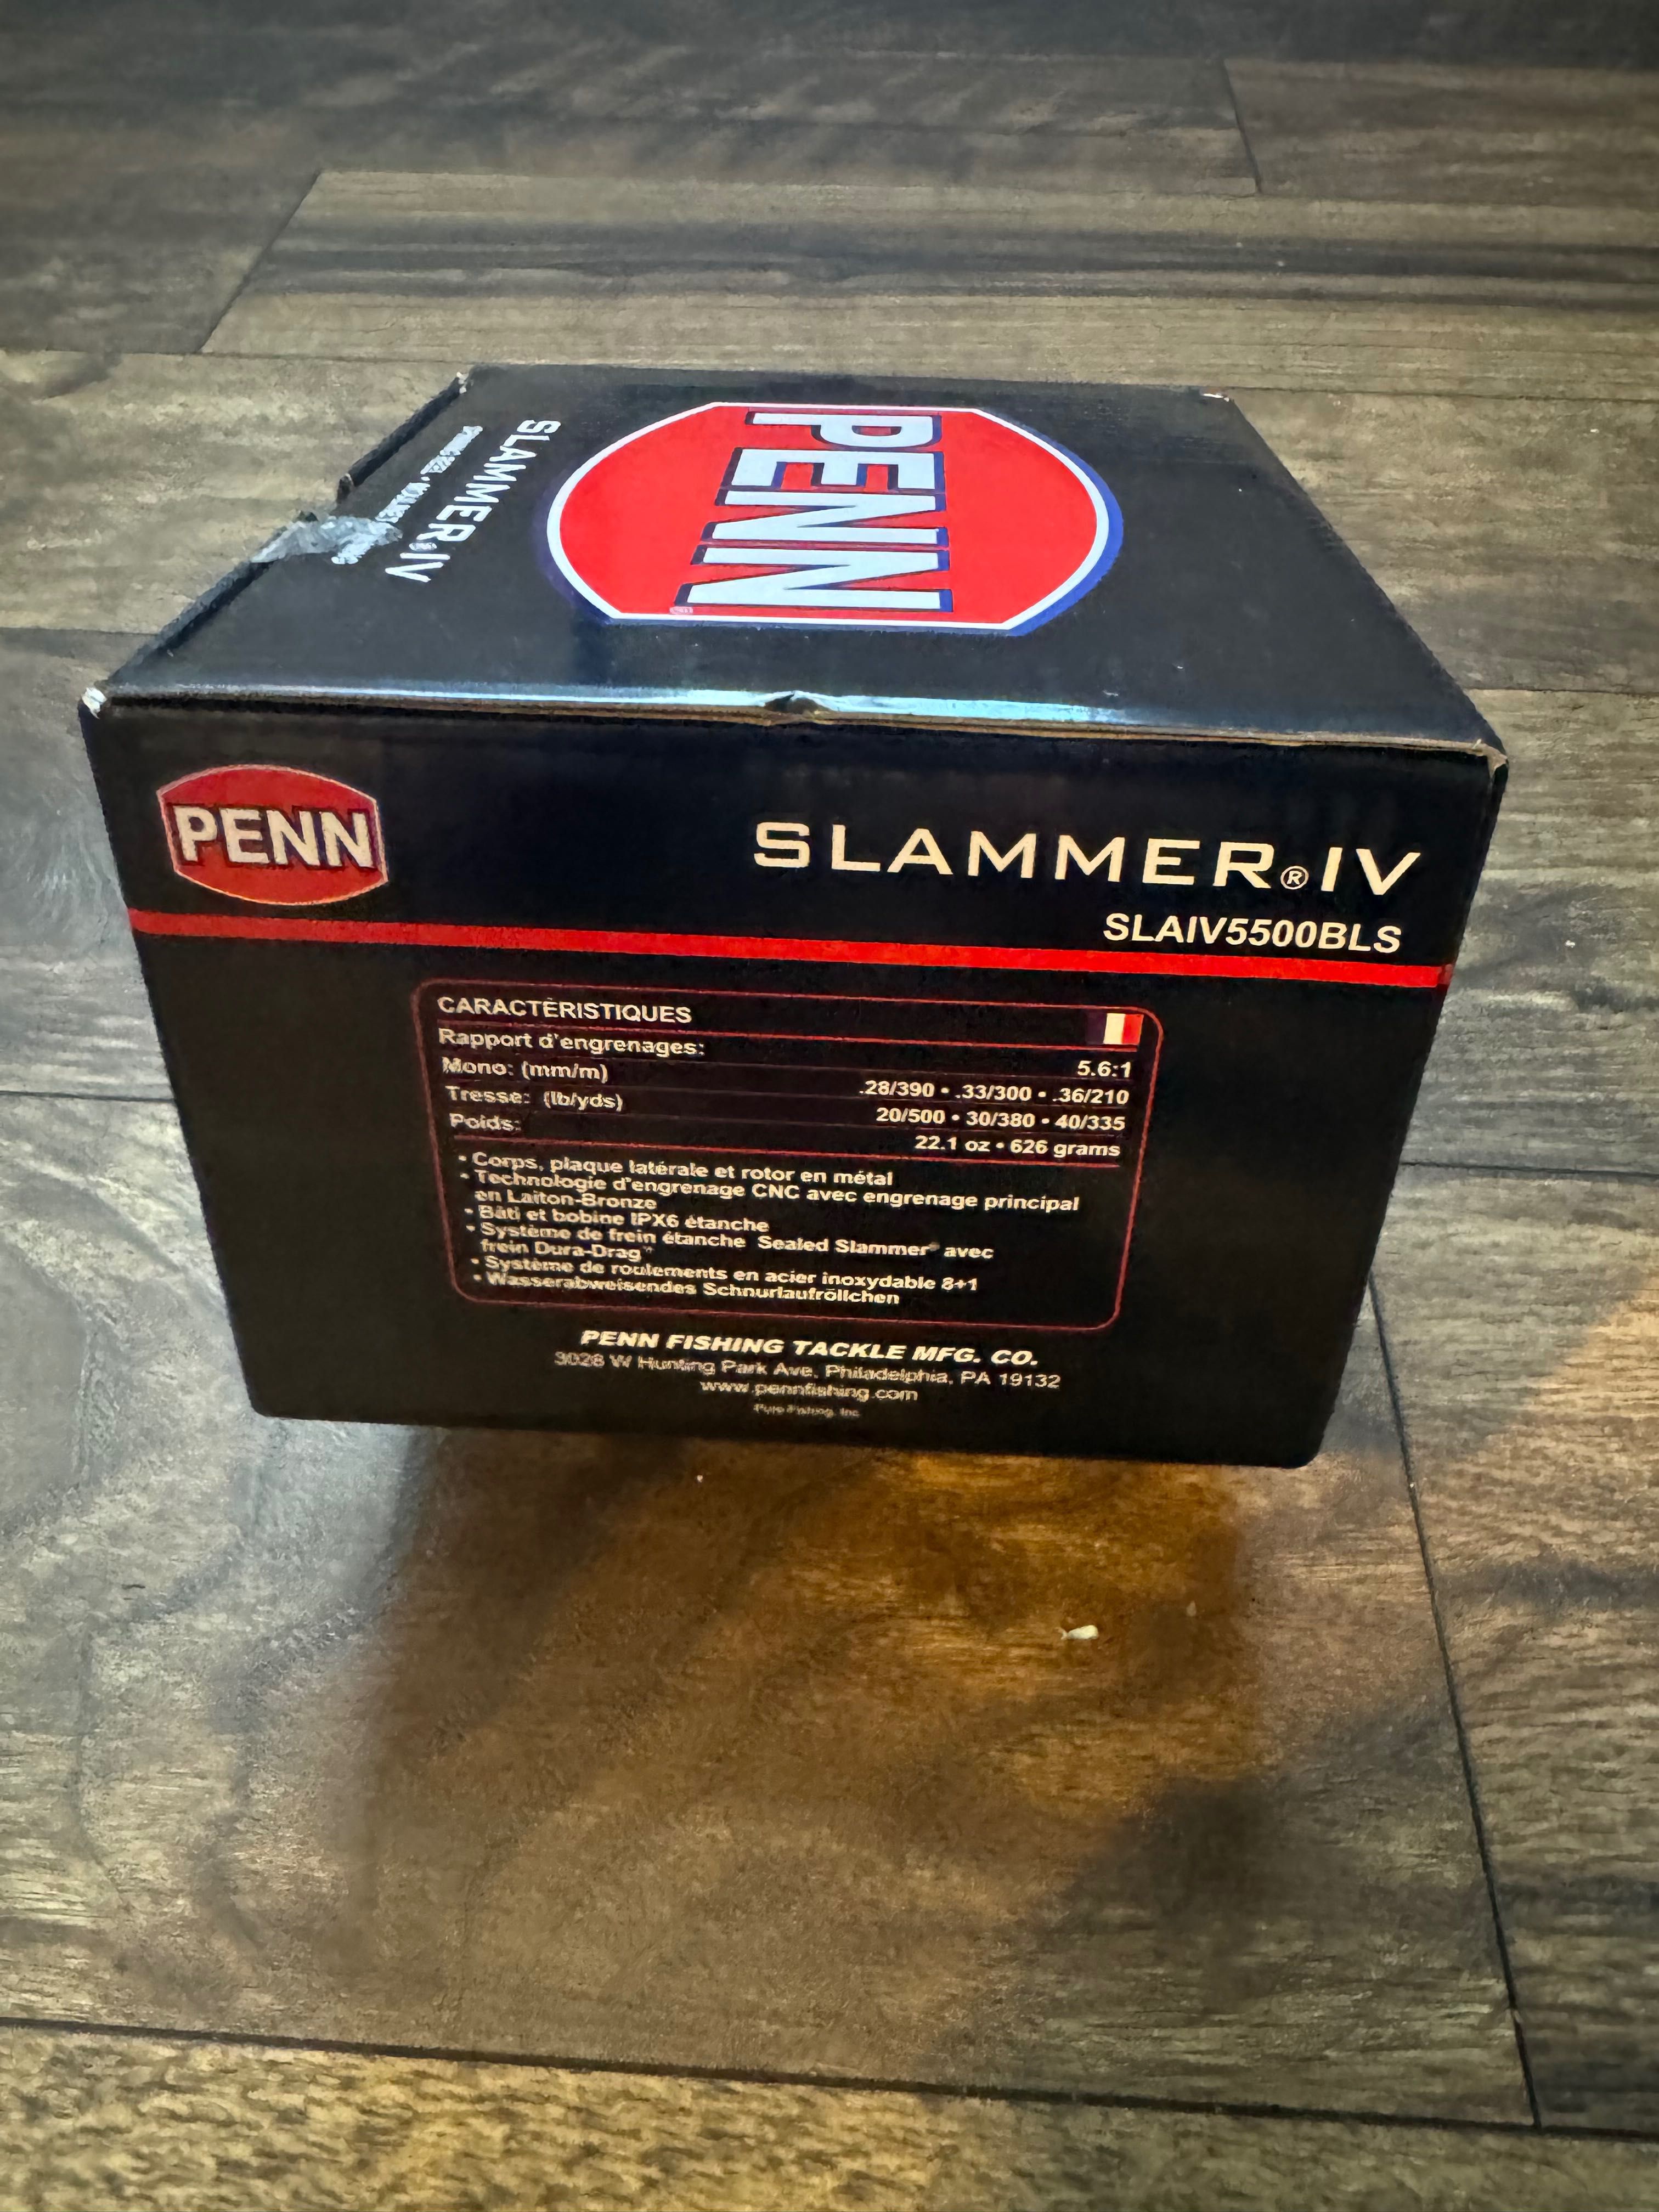 PENN
SLAMMER® IV
PENN
SLAMMER® IV
SLAIV5500BLS
CARACTÉRISTIQUES
Rapport d'engrenages: 5.6:1
Mono: (mm/m) .28/390 • .33/300 • .36/210
Tresse: (lb/yds) 20/500 • 30/380 • 40/335
Poids: 22.1 oz • 626 grams
• Corps, plaque latérale et rotor en métal
• Technologie d'engrenage CNC avec engrenage principal
en Laiton-Bronze
• Bâti et bobine IPX6 étanche
• Système de frein étanche Sealed Slammer® avec
frein Dura-Drag™
• Système de roulements en acier inoxydable 8+1
• Wasserabweisendes Schnurlaufröllchen
PENN FISHING TACKLE MFG. CO.
3028 W Hunting Park Ave, Philadelphia, PA 19132
www.pennfishing.com
Pure Fishing, Inc.